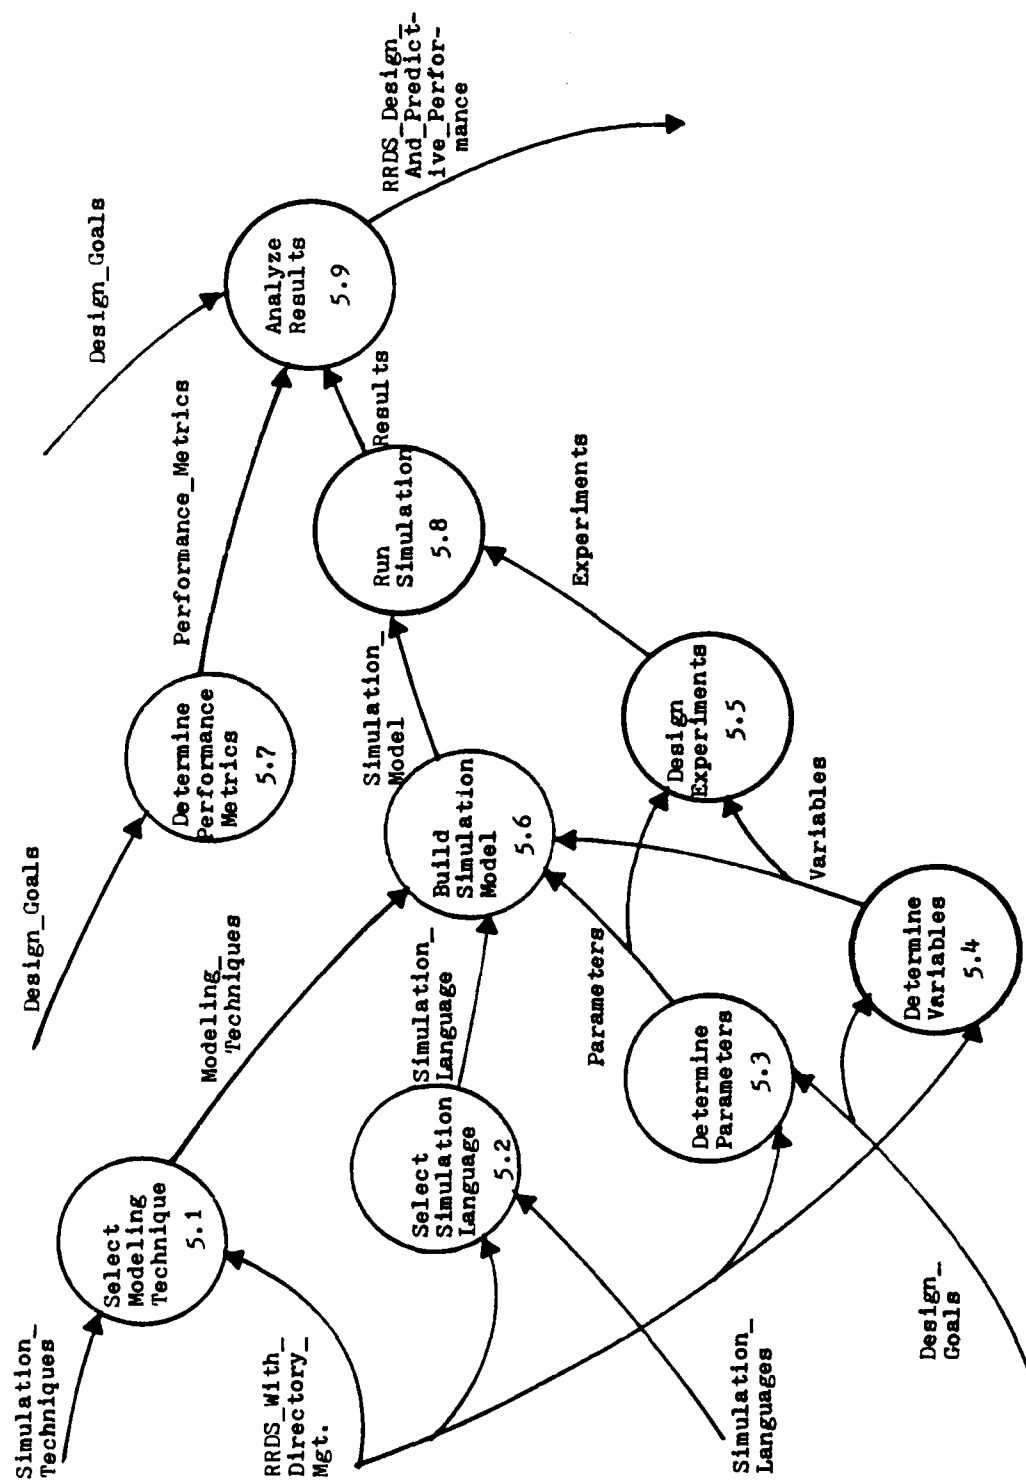 Simulation_
Techniques
Select
Modeling
Technique
5.1
Modeling_
Techniques
RRDS_With_
Directory_
Mgt.
Select
Simulation
Language
5.2
Simulation_
Language
Simulation_
Languages
Design_
Goals
Determine
Parameters
5.3
Parameters
Determine
Variables
5.4
Variables
Design
Experiments
5.5
Experiments
Build
Simulation
Model
5.6
Simulation_
Model
Design_Goals
Determine
Performance
Metrics
5.7
Performance_Metrics
Run
Simulation
5.8
Results
Design_Goals
Analyze
Results
5.9
RRDS_Design_
And_Predict-
ive_Perfor-
mance